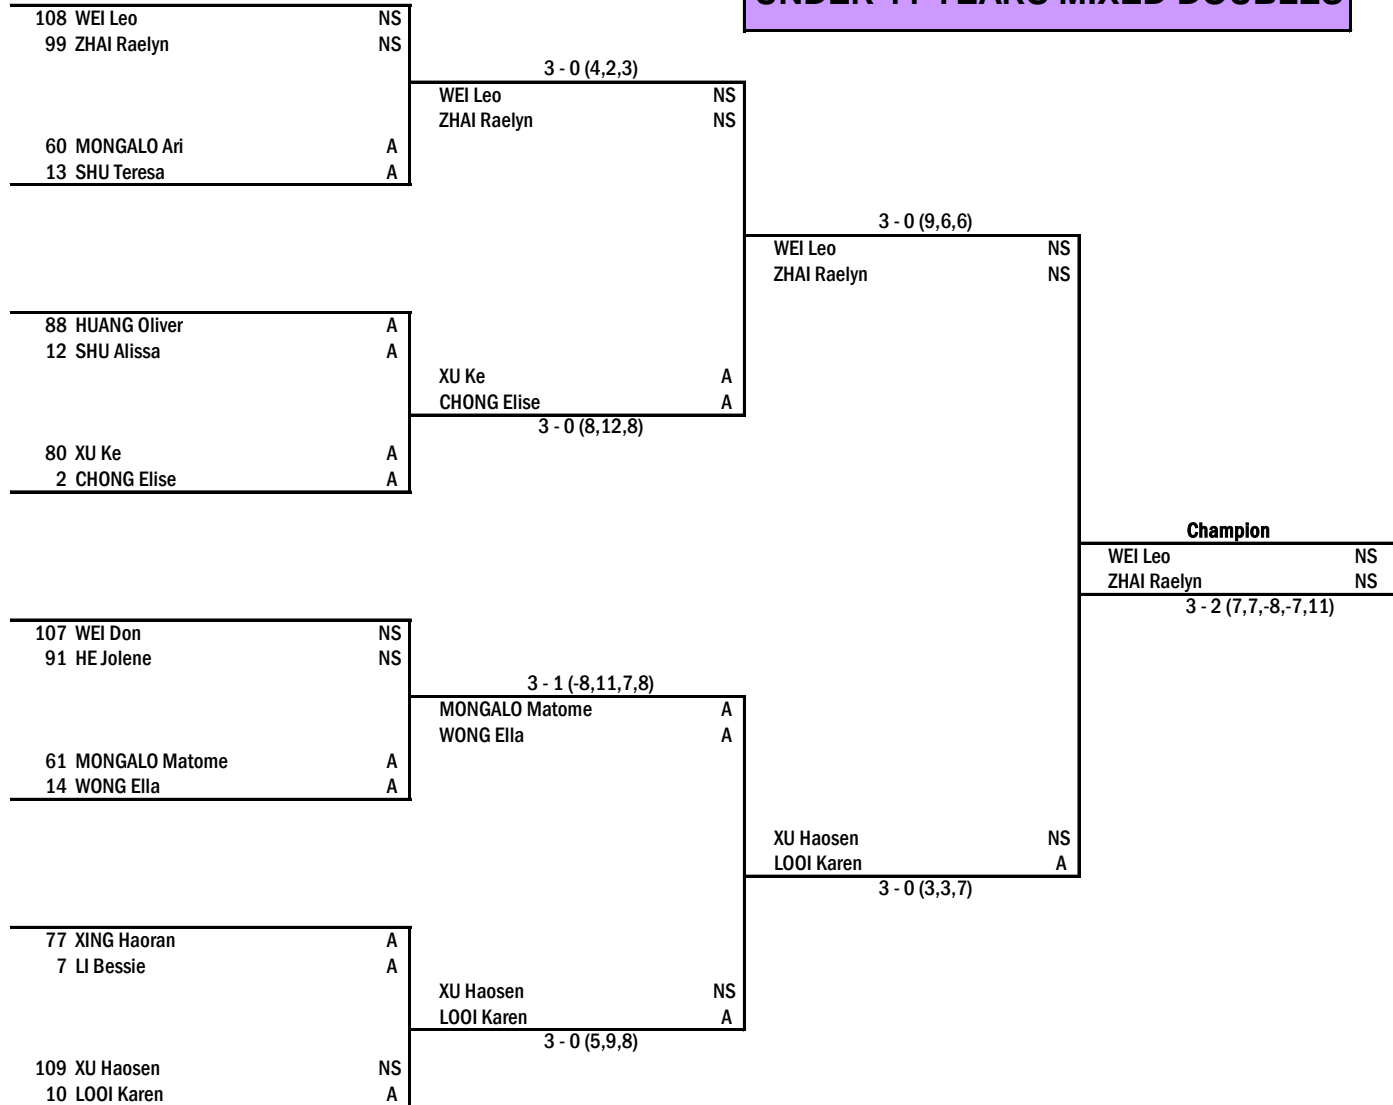 108 WEI Leo NS
99 ZHAI Raelyn NS
60 MONGALO Ari A
13 SHU Teresa A
88 HUANG Oliver A
12 SHU Alissa A
80 XU Ke A
2 CHONG Elise A
107 WEI Don NS
91 HE Jolene NS
61 MONGALO Matome A
14 WONG Ella A
77 XING Haoran A
7 LI Bessie A
109 XU Haosen NS
10 LOOI Karen A
3 - 0 (4,2,3)
WEI Leo NS
ZHAI Raelyn NS
XU Ke A
CHONG Elise A
3 - 0 (8,12,8)
3 - 1 (-8,11,7,8)
MONGALO Matome A
WONG Ella A
XU Haosen NS
LOOI Karen A
3 - 0 (5,9,8)
3 - 0 (9,6,6)
WEI Leo NS
ZHAI Raelyn NS
XU Haosen NS
LOOI Karen A
3 - 0 (3,3,7)
Champion
WEI Leo NS
ZHAI Raelyn NS
3 - 2 (7,7,-8,-7,11)
UNDER YEARS MIXED DOUBLES